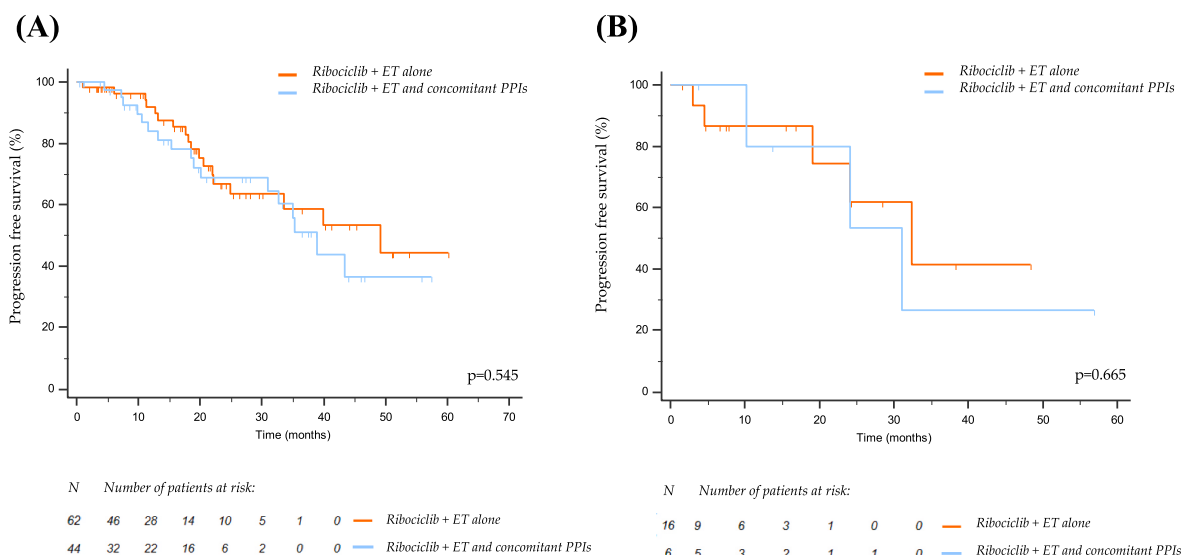 (A)
(B)
Ribociclib + ET alone
Ribociclib + ET and concomitant PPIs
Progression free survival (%)
100
80
60
40
20
0
p=0.545
0 10 20 30 40 50 60 70
Time (months)
N Number of patients at risk:
62 46 28 14 10 5 1 0 Ribociclib + ET alone
44 32 22 16 6 2 0 0 Ribociclib + ET and concomitant PPIs
Ribociclib + ET alone
Ribociclib + ET and concomitant PPIs
Progression free survival (%)
100
80
60
40
20
0
p=0.665
0 10 20 30 40 50 60
Time (months)
N Number of patients at risk:
16 9 6 3 1 0 0 Ribociclib + ET alone
6 5 3 2 1 1 0 Ribociclib + ET and concomitant PPIs